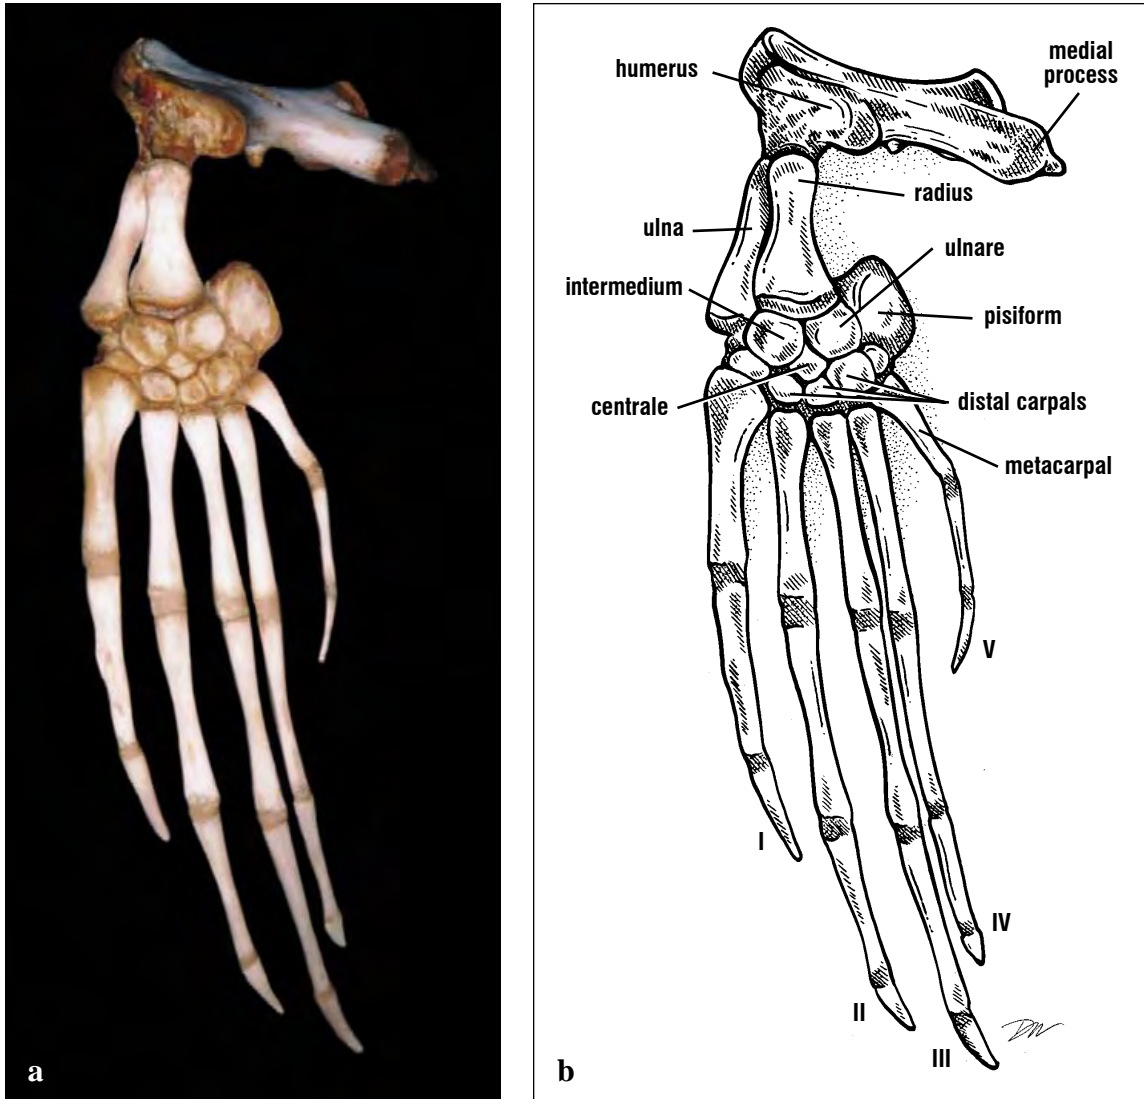 humerus
medial
process
radius
ulna
ulnare
intermedium
pisiform
centrale
distal carpals
metacarpal
V
I
IV
II
III
a
b